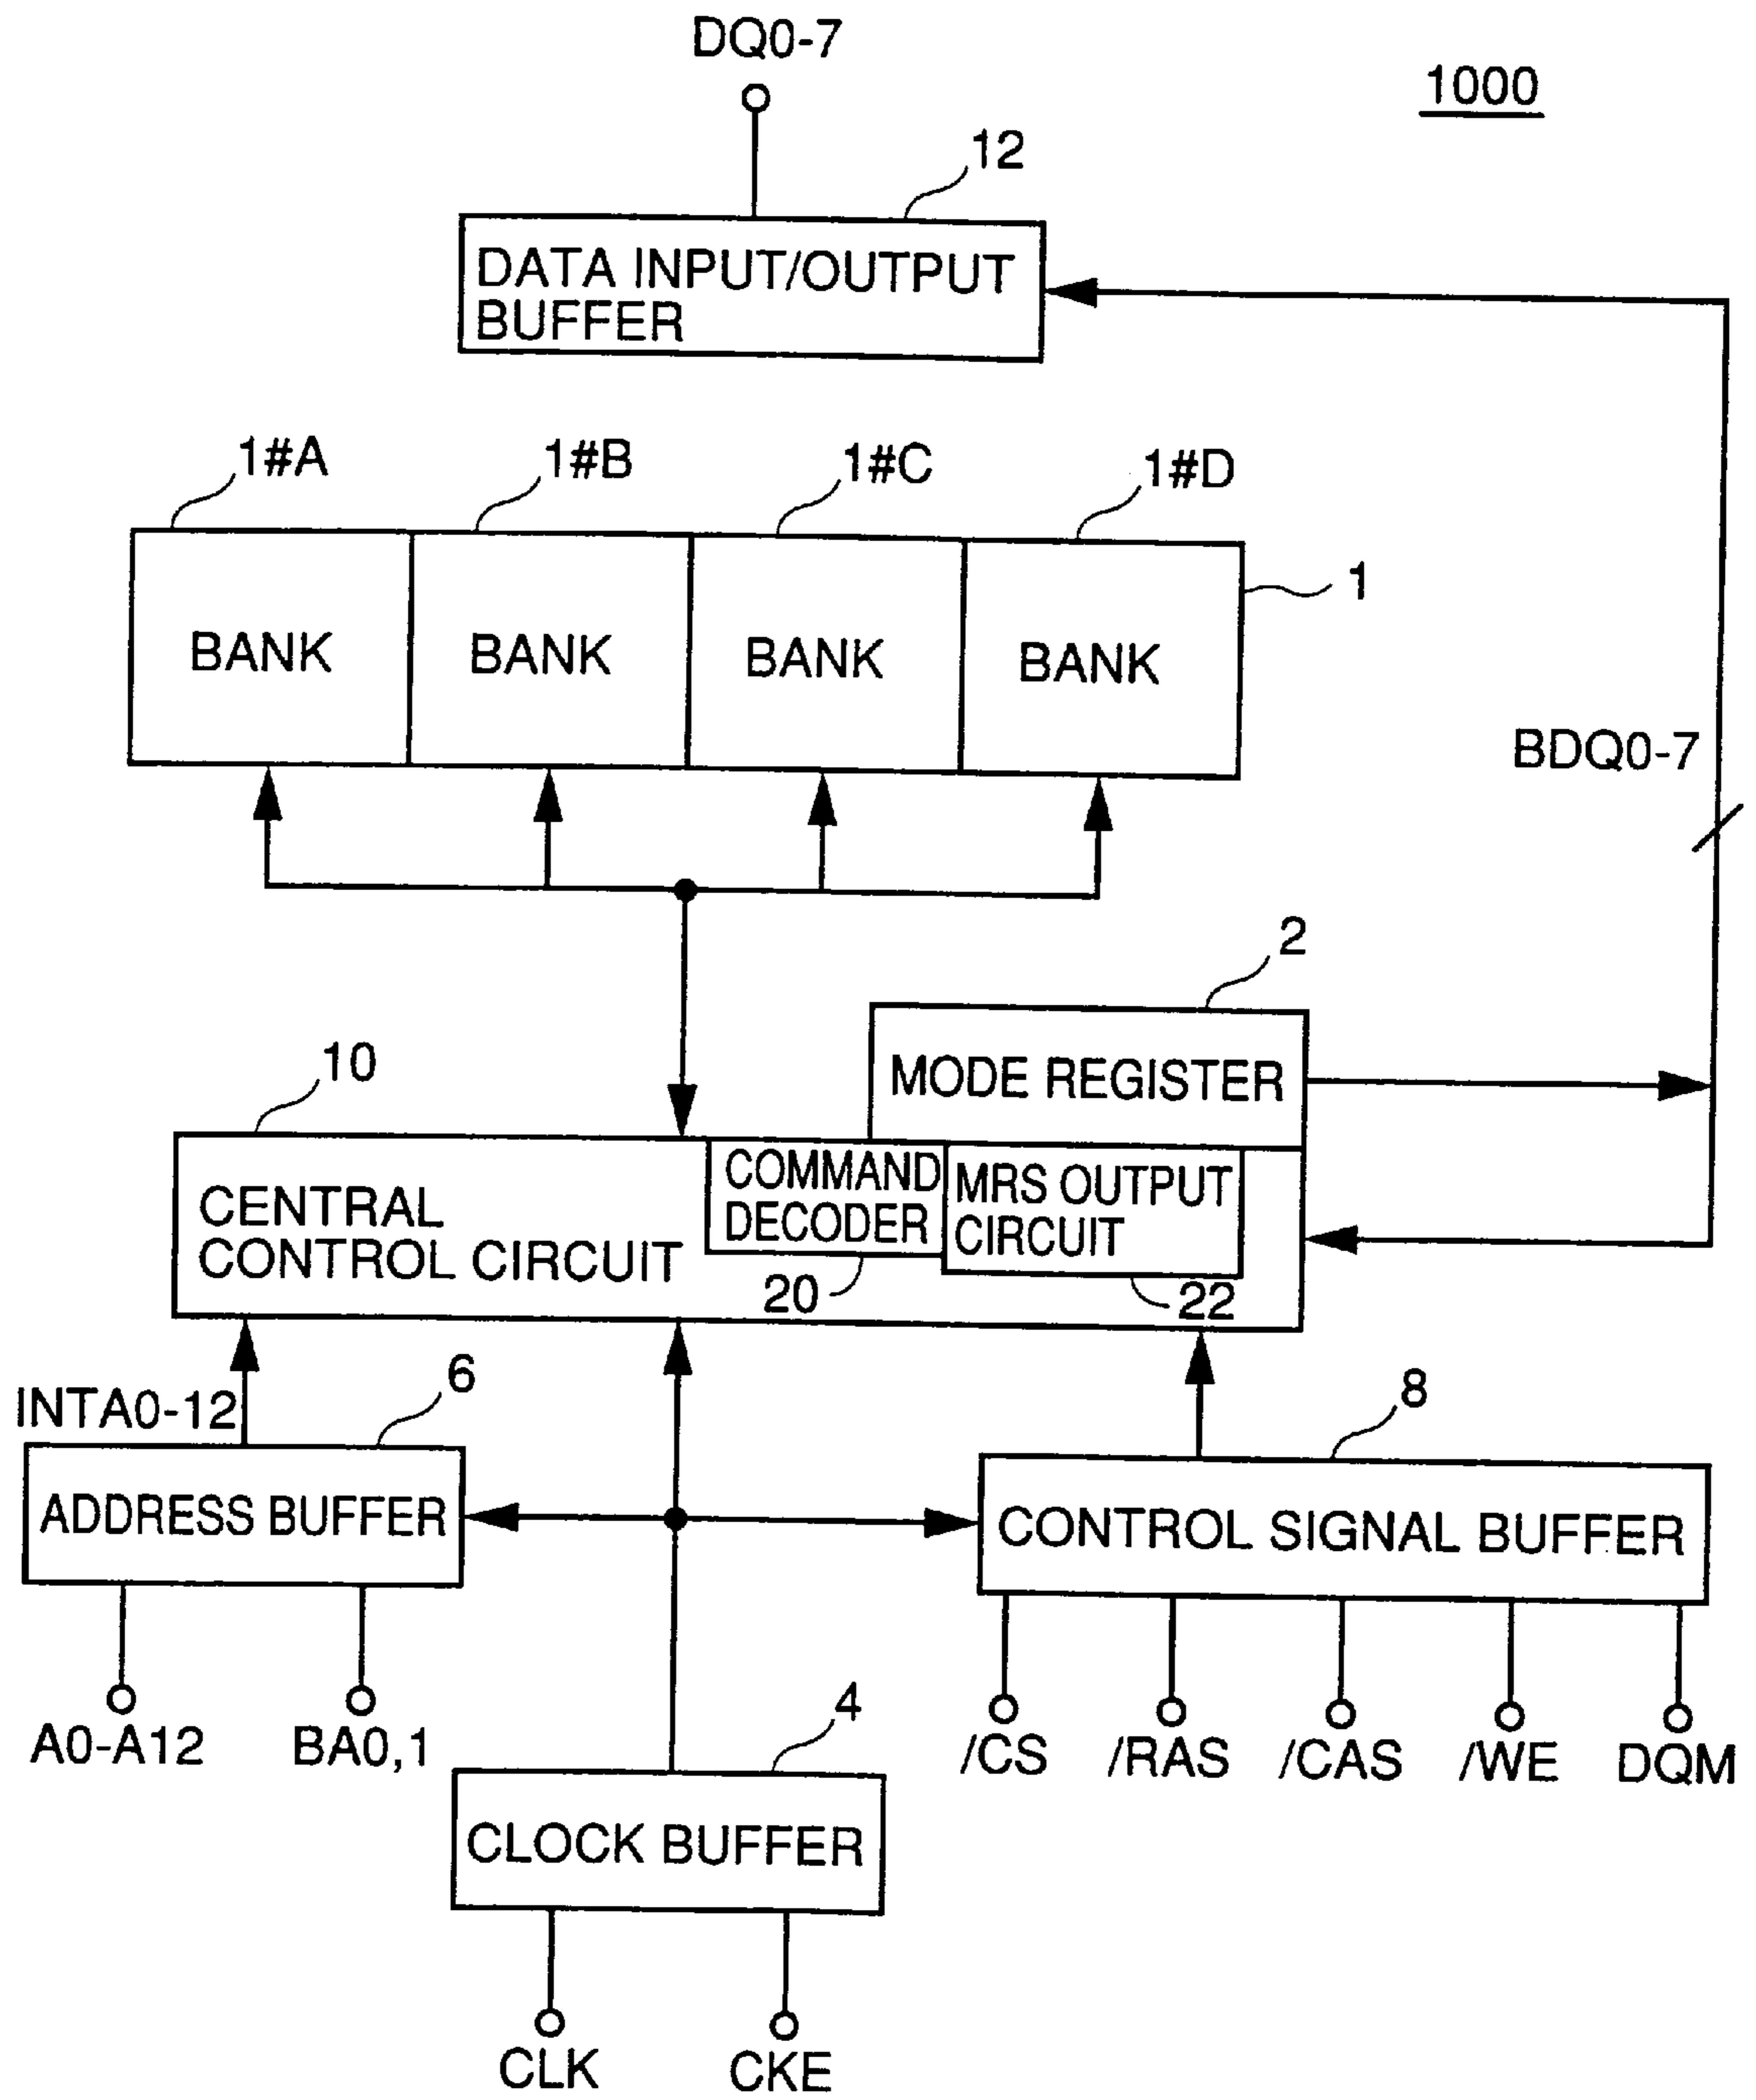 DQ0-7
1000
12
DATA INPUT/OUTPUT
BUFFER
1#A
1#B
1#C
1#D
1
BANK
BANK
BANK
BANK
BDQ0-7
2
10
MODE REGISTER
CENTRAL
CONTROL CIRCUIT
COMMAND
DECODER
MRS OUTPUT
CIRCUIT
20
22
INTA0-12
6
8
ADDRESS BUFFER
CONTROL SIGNAL BUFFER
A0-A12
BA0,1
4
/CS
/RAS
/CAS
/WE
DQM
CLOCK BUFFER
CLK
CKE